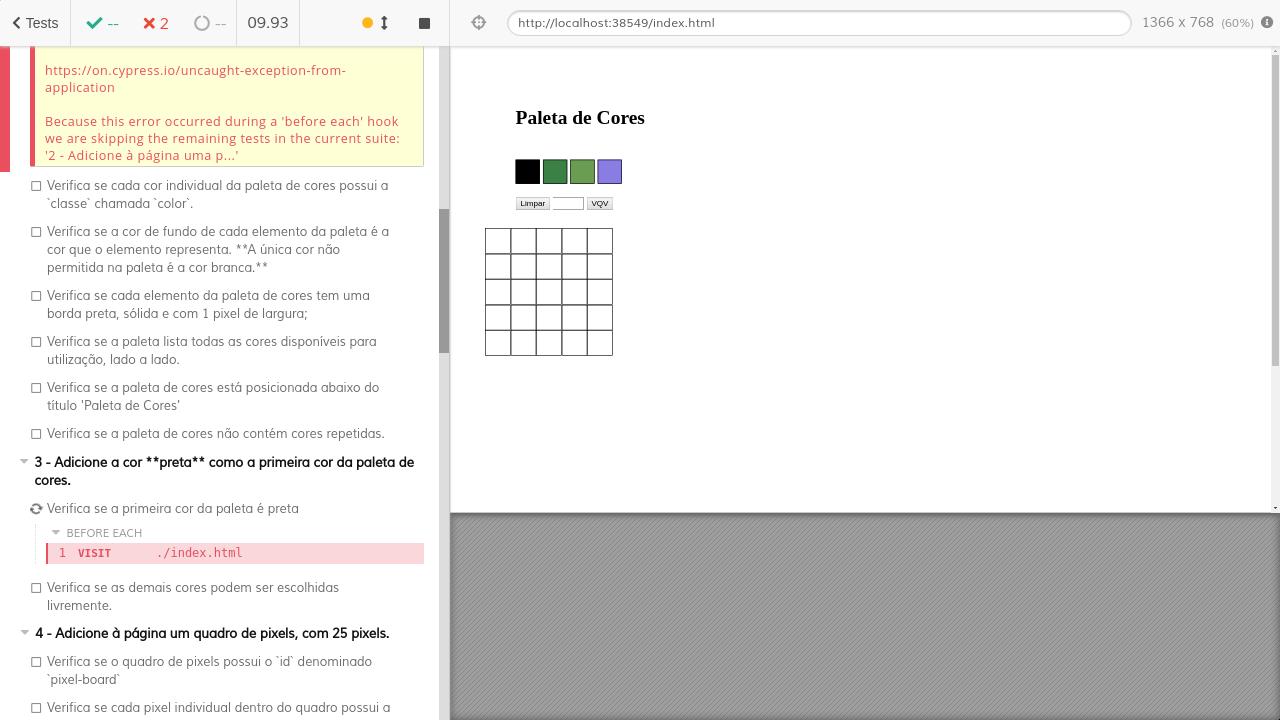 Tests
--
2
--
09.93
http://localhost:38549/index.html
1366 x 768 (60%)
https://on.cypress.io/uncaught-exception-from-
application
Because this error occurred during a 'before each' hook
we are skipping the remaining tests in the current suite:
'2 - Adicione à página uma p...'
Verifica se cada cor individual da paleta de cores possui a
`classe` chamada `color`.
Verifica se a cor de fundo de cada elemento da paleta é a
cor que o elemento representa. **A única cor não
permitida na paleta é a cor branca.**
Verifica se cada elemento da paleta de cores tem uma
borda preta, sólida e com 1 pixel de largura;
Verifica se a paleta lista todas as cores disponíveis para
utilização, lado a lado.
Verifica se a paleta de cores está posicionada abaixo do
título 'Paleta de Cores'
Verifica se a paleta de cores não contém cores repetidas.
3 - Adicione a cor **preta** como a primeira cor da paleta de
cores.
Verifica se a primeira cor da paleta é preta
BEFORE EACH
1 VISIT ./index.html
Verifica se as demais cores podem ser escolhidas
livremente.
4 - Adicione à página um quadro de pixels, com 25 pixels.
Verifica se o quadro de pixels possui o `id` denominado
`pixel-board`
Verifica se cada pixel individual dentro do quadro possui a
Paleta de Cores
Limpar
VQV